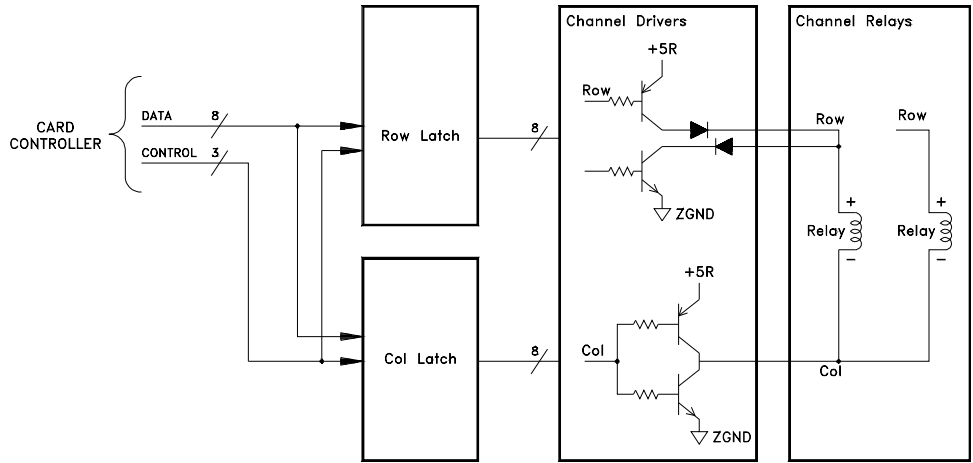 CARD
CONTROLLER
DATA
8
CONTROL
3
Row Latch
8
Col Latch
8
Channel Drivers
+5R
Row
ZGND
+5R
Col
ZGND
Channel Relays
Row
Row
+
+
Relay
Relay
-
-
Col